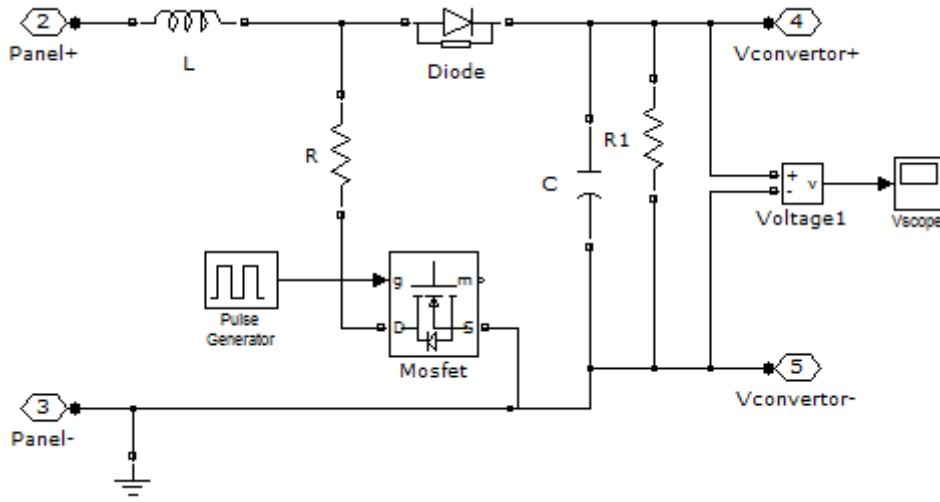 2
Panel+
L
Diode
4
Vconvertor+
R
R1
C
+
-
v
Voltage1
Vscope
Pulse
Generator
g
m
D
S
Mosfet
5
Vconvertor-
3
Panel-